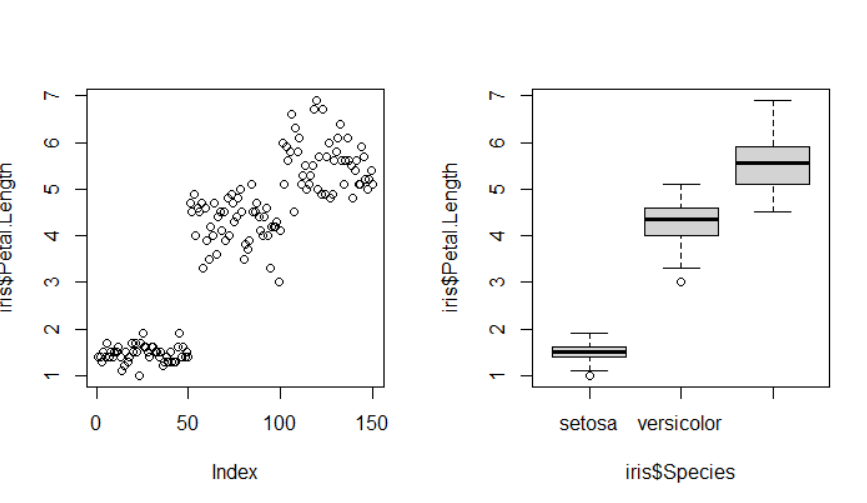 iris$Petal.Length
7
6
5
4
3
2
1
0 50 100 150
Index
iris$Petal.Length
7
6
5
4
3
2
1
setosa versicolor
iris$Species